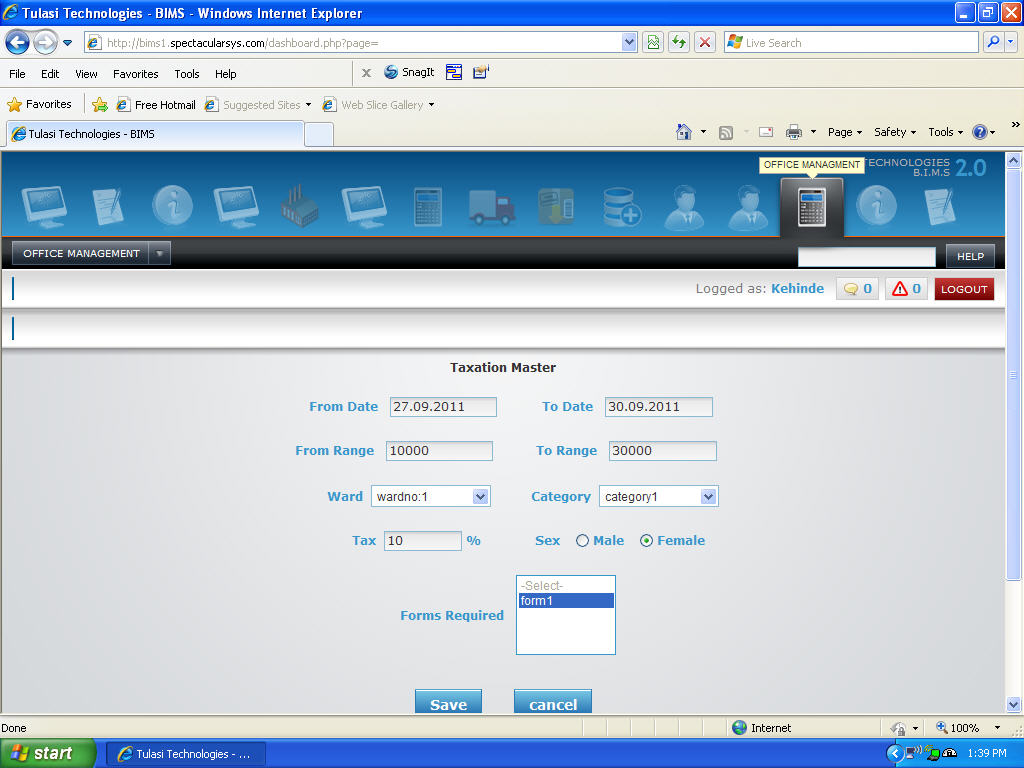 Tulasi Technologies - BIMS - Windows Internet Explorer
http://bims1.spectacularsys.com/dashboard.php?page=
Live Search
File Edit View Favorites Tools Help
SnagIt
Favorites
Free Hotmail
Suggested Sites
Web Slice Gallery
Tulasi Technologies - BIMS
Page
Safety
Tools
OFFICE MANAGMENT
TECHNOLOGIES
B.I.M.S
2.0
OFFICE MANAGEMENT
HELP
Logged as: Kehinde
0
0
LOGOUT
Taxation Master
From Date 27.09.2011 To Date 30.09.2011
From Range 10000 To Range 30000
Ward wardno:1 Category category1
Tax 10 % Sex Male Female
-Select-
form1
Forms Required
Save cancel
Done
Internet
100%
start
Tulasi Technologies - ...
1:39 PM